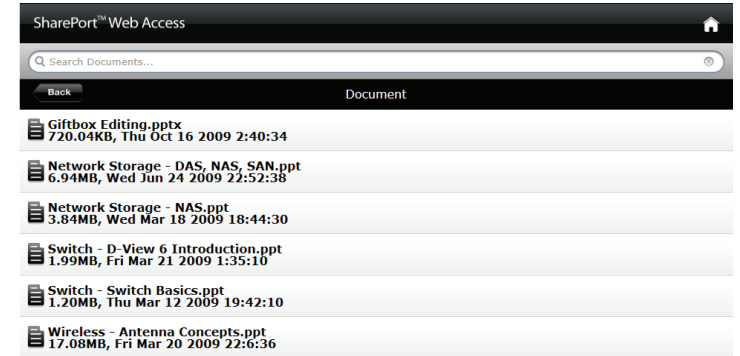 SharePort™ Web Access
Search Documents...
Back
Document
Giftbox Editing.pptx
720.04KB, Thu Oct 16 2009 2:40:34
Network Storage - DAS, NAS, SAN.ppt
6.94MB, Wed Jun 24 2009 22:52:38
Network Storage - NAS.ppt
3.84MB, Wed Mar 18 2009 18:44:30
Switch - D-View 6 Introduction.ppt
1.99MB, Fri Mar 21 2009 1:35:10
Switch - Switch Basics.ppt
1.20MB, Thu Mar 12 2009 19:42:10
Wireless - Antenna Concepts.ppt
17.08MB, Fri Mar 20 2009 22:6:36